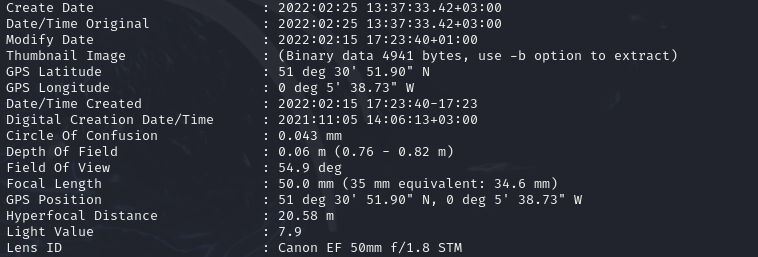 Create Date : 2022:02:25 13:37:33.42+03:00
Date/Time Original : 2022:02:25 13:37:33.42+03:00
Modify Date : 2022:02:15 17:23:40+01:00
Thumbnail Image : (Binary data 4941 bytes, use -b option to extract)
GPS Latitude : 51 deg 30' 51.90" N
GPS Longitude : 0 deg 5' 38.73" W
Date/Time Created : 2022:02:15 17:23:40-17:23
Digital Creation Date/Time : 2021:11:05 14:06:13+03:00
Circle Of Confusion : 0.043 mm
Depth Of Field : 0.06 m (0.76 - 0.82 m)
Field Of View : 54.9 deg
Focal Length : 50.0 mm (35 mm equivalent: 34.6 mm)
GPS Position : 51 deg 30' 51.90" N, 0 deg 5' 38.73" W
Hyperfocal Distance : 20.58 m
Light Value : 7.9
Lens ID : Canon EF 50mm f/1.8 STM